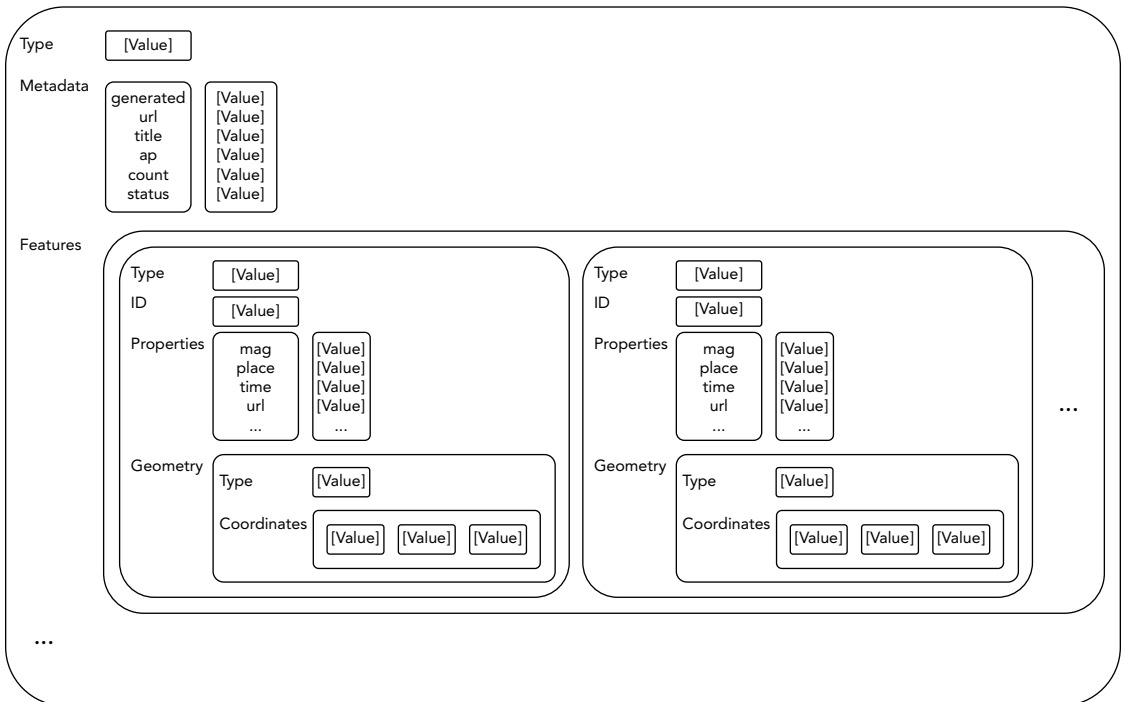 Type [Value]
Metadata
generated [Value]
url [Value]
title [Value]
ap [Value]
count [Value]
status [Value]
Features
Type [Value]
ID [Value]
Properties
mag [Value]
place [Value]
time [Value]
url [Value]
... ...
Geometry
Type [Value]
Coordinates [Value] [Value] [Value]
Type [Value]
ID [Value]
Properties
mag [Value]
place [Value]
time [Value]
url [Value]
... ...
Geometry
Type [Value]
Coordinates [Value] [Value] [Value]
...
...